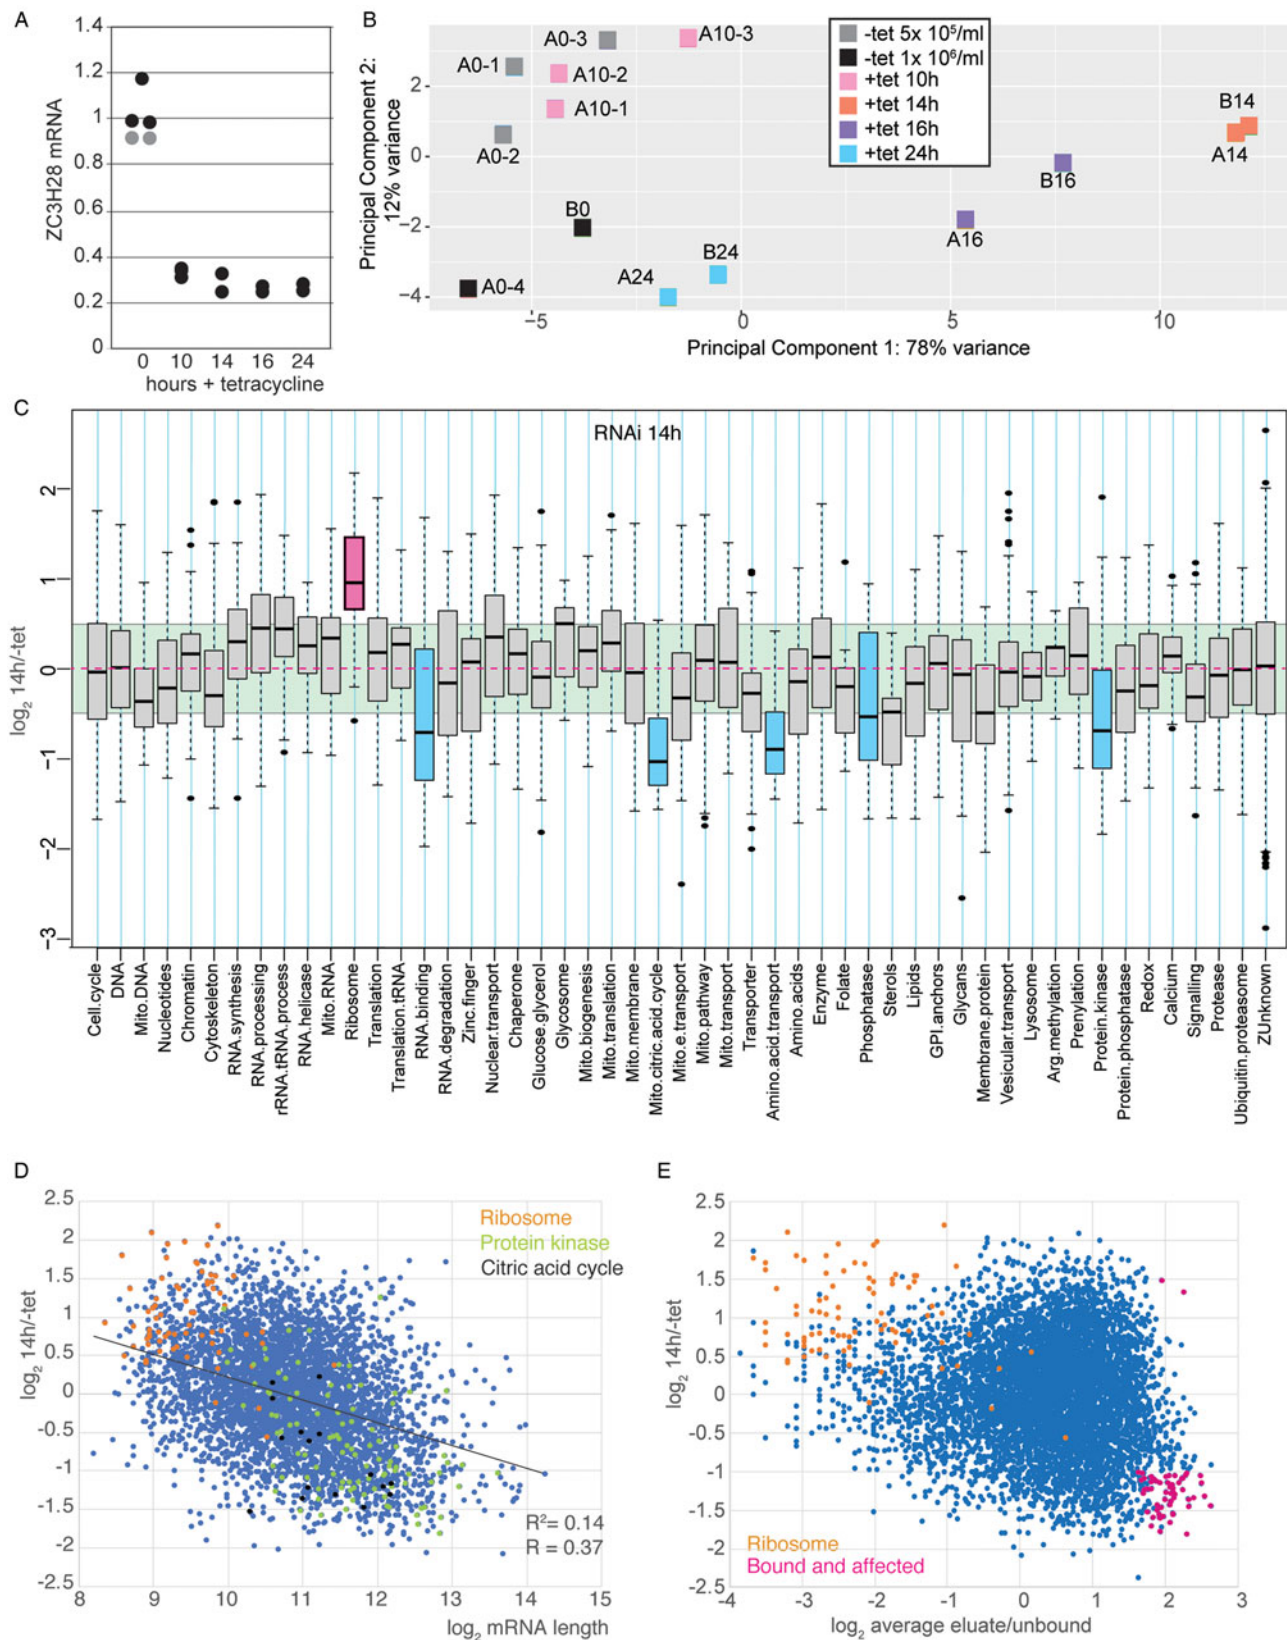 A
ZC3H28 mRNA
1.4
1.2
1
0.8
0.6
0.4
0.2
0
0 10 14 16 24
hours + tetracycline
B
Principal Component 2:
12% variance
2
0
−2
−4
−5 0 5 10
Principal Component 1: 78% variance
A0-3
A10-3
A0-1
A10-2
A10-1
A0-2
B0
A0-4
A24
B24
A16
B16
B14
A14
-tet 5x 10⁵/ml
-tet 1x 10⁶/ml
+tet 10h
+tet 14h
+tet 16h
+tet 24h
C
RNAi 14h
log₂ 14h/-tet
2
1
0
−1
−2
−3
Cell.cycle
DNA
Mito.DNA
Nucleotides
Chromatin
Cytoskeleton
RNA.synthesis
RNA.processing
rRNA.tRNA.process
RNA.helicase
Mito.RNA
Ribosome
Translation
Translation.tRNA
RNA.binding
RNA.degradation
Zinc.finger
Nuclear.transport
Chaperone
Glucose.glycerol
Glycosome
Mito.biogenesis
Mito.translation
Mito.membrane
Mito.citric.acid.cycle
Mito.e.transport
Mito.pathway
Mito.transport
Transporter
Amino.acid.transport
Amino.acids
Enzyme
Folate
Phosphatase
Sterols
Lipids
GPI.anchors
Glycans
Membrane.protein
Vesicular.transport
Lysosome
Arg.methylation
Prenylation
Protein.kinase
Protein.phosphatase
Redox
Calcium
Signalling
Protease
Ubiquitin.proteasome
ZUnknown
D
log₂ 14h/-tet
2.5
2
1.5
1
0.5
0
-0.5
-1
-1.5
-2
-2.5
8 9 10 11 12 13 14 15
log₂ mRNA length
Ribosome
Protein kinase
Citric acid cycle
R²= 0.14
R = 0.37
E
log₂ 14h/-tet
2.5
2
1.5
1
0.5
0
-0.5
-1
-1.5
-2
-2.5
-4 -3 -2 -1 0 1 2 3
log₂ average eluate/unbound
Ribosome
Bound and affected